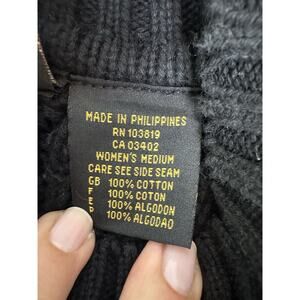 MADE IN PHILIPPINES
RN 103819
CA 03402
WOMEN'S MEDIUM
CARE SEE SIDE SEAM
GB 100% COTTON
F 100% COTON
E 100% ALGODON
P 100% ALGODAO